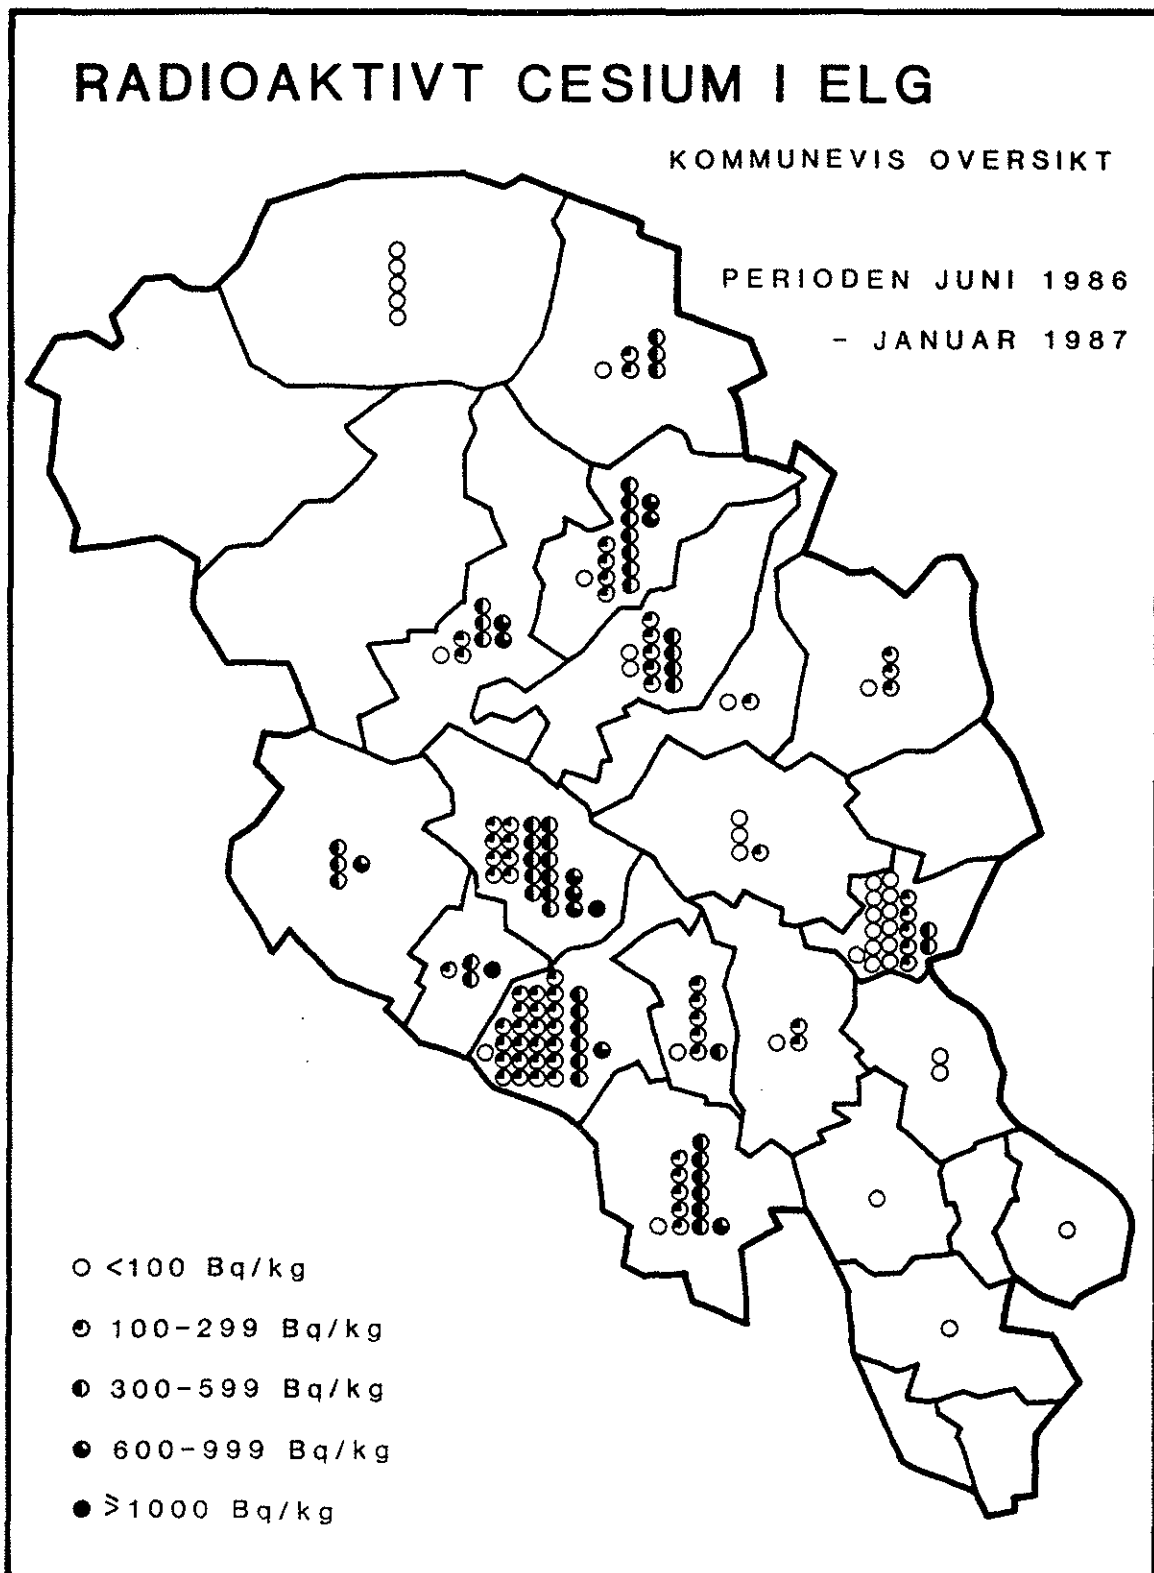 RADIOAKTIVT CESIUM I ELG
KOMMUNEVIS OVERSIKT
PERIODEN JUNI 1986
- JANUAR 1987
<100 Bq/kg
100-299 Bq/kg
300-599 Bq/kg
600-999 Bq/kg
⩾1000 Bq/kg